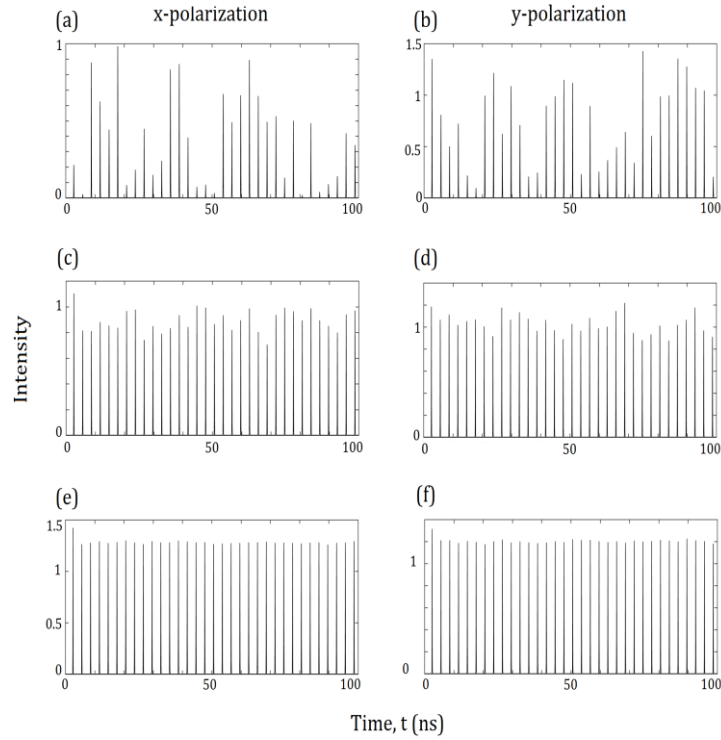 x-polarization y-polarization
(a) (b)
1 1.5
1
0.5
0 0
0 50 100 0 50 100
(c) (d)
1 1
0 0
0 50 100 0 50 100
Intensity
(e) (f)
1.5
1 1
0.5
0 0
0 50 100 0 50 100
Time, t (ns)